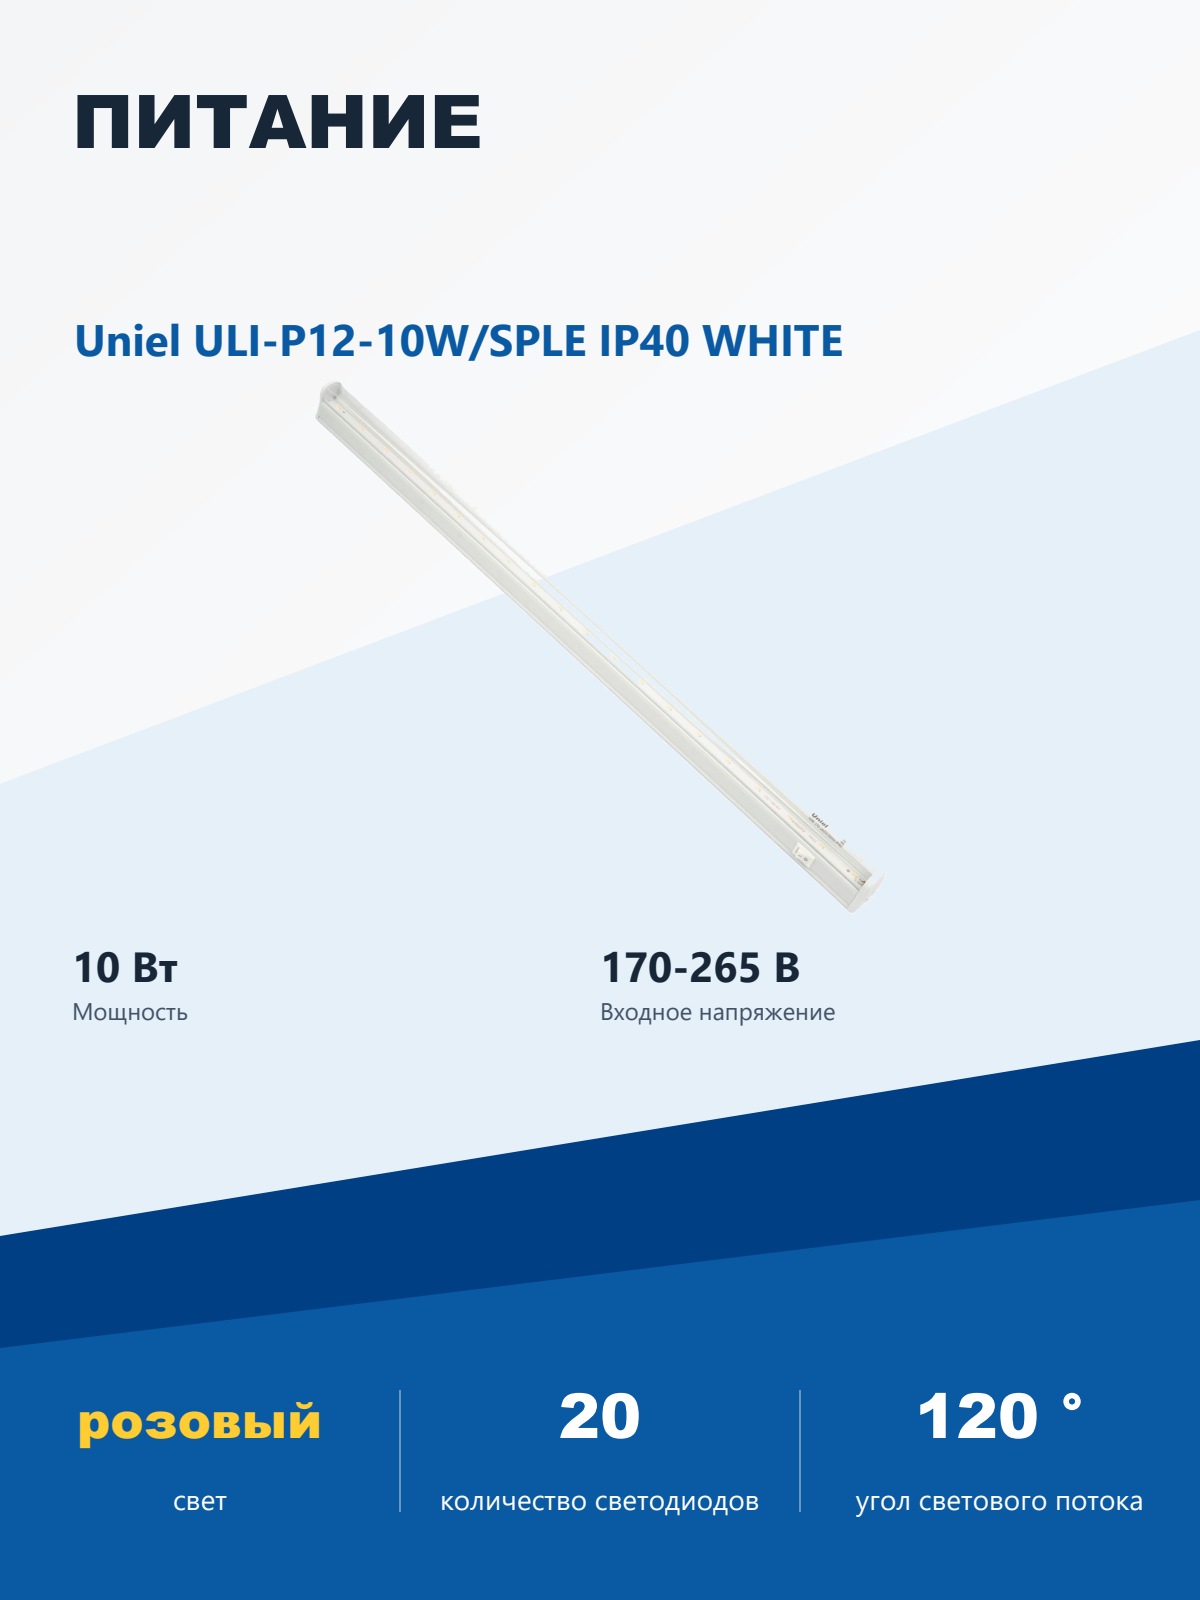 ПИТАНИЕ
Uniel ULI-P12-10W/SPLE IP40 WHITE
Uniel
10 Вт
170-265 В
Мощность
Входное напряжение
розовый
20
120 °
свет
количество светодиодов
угол светового потока